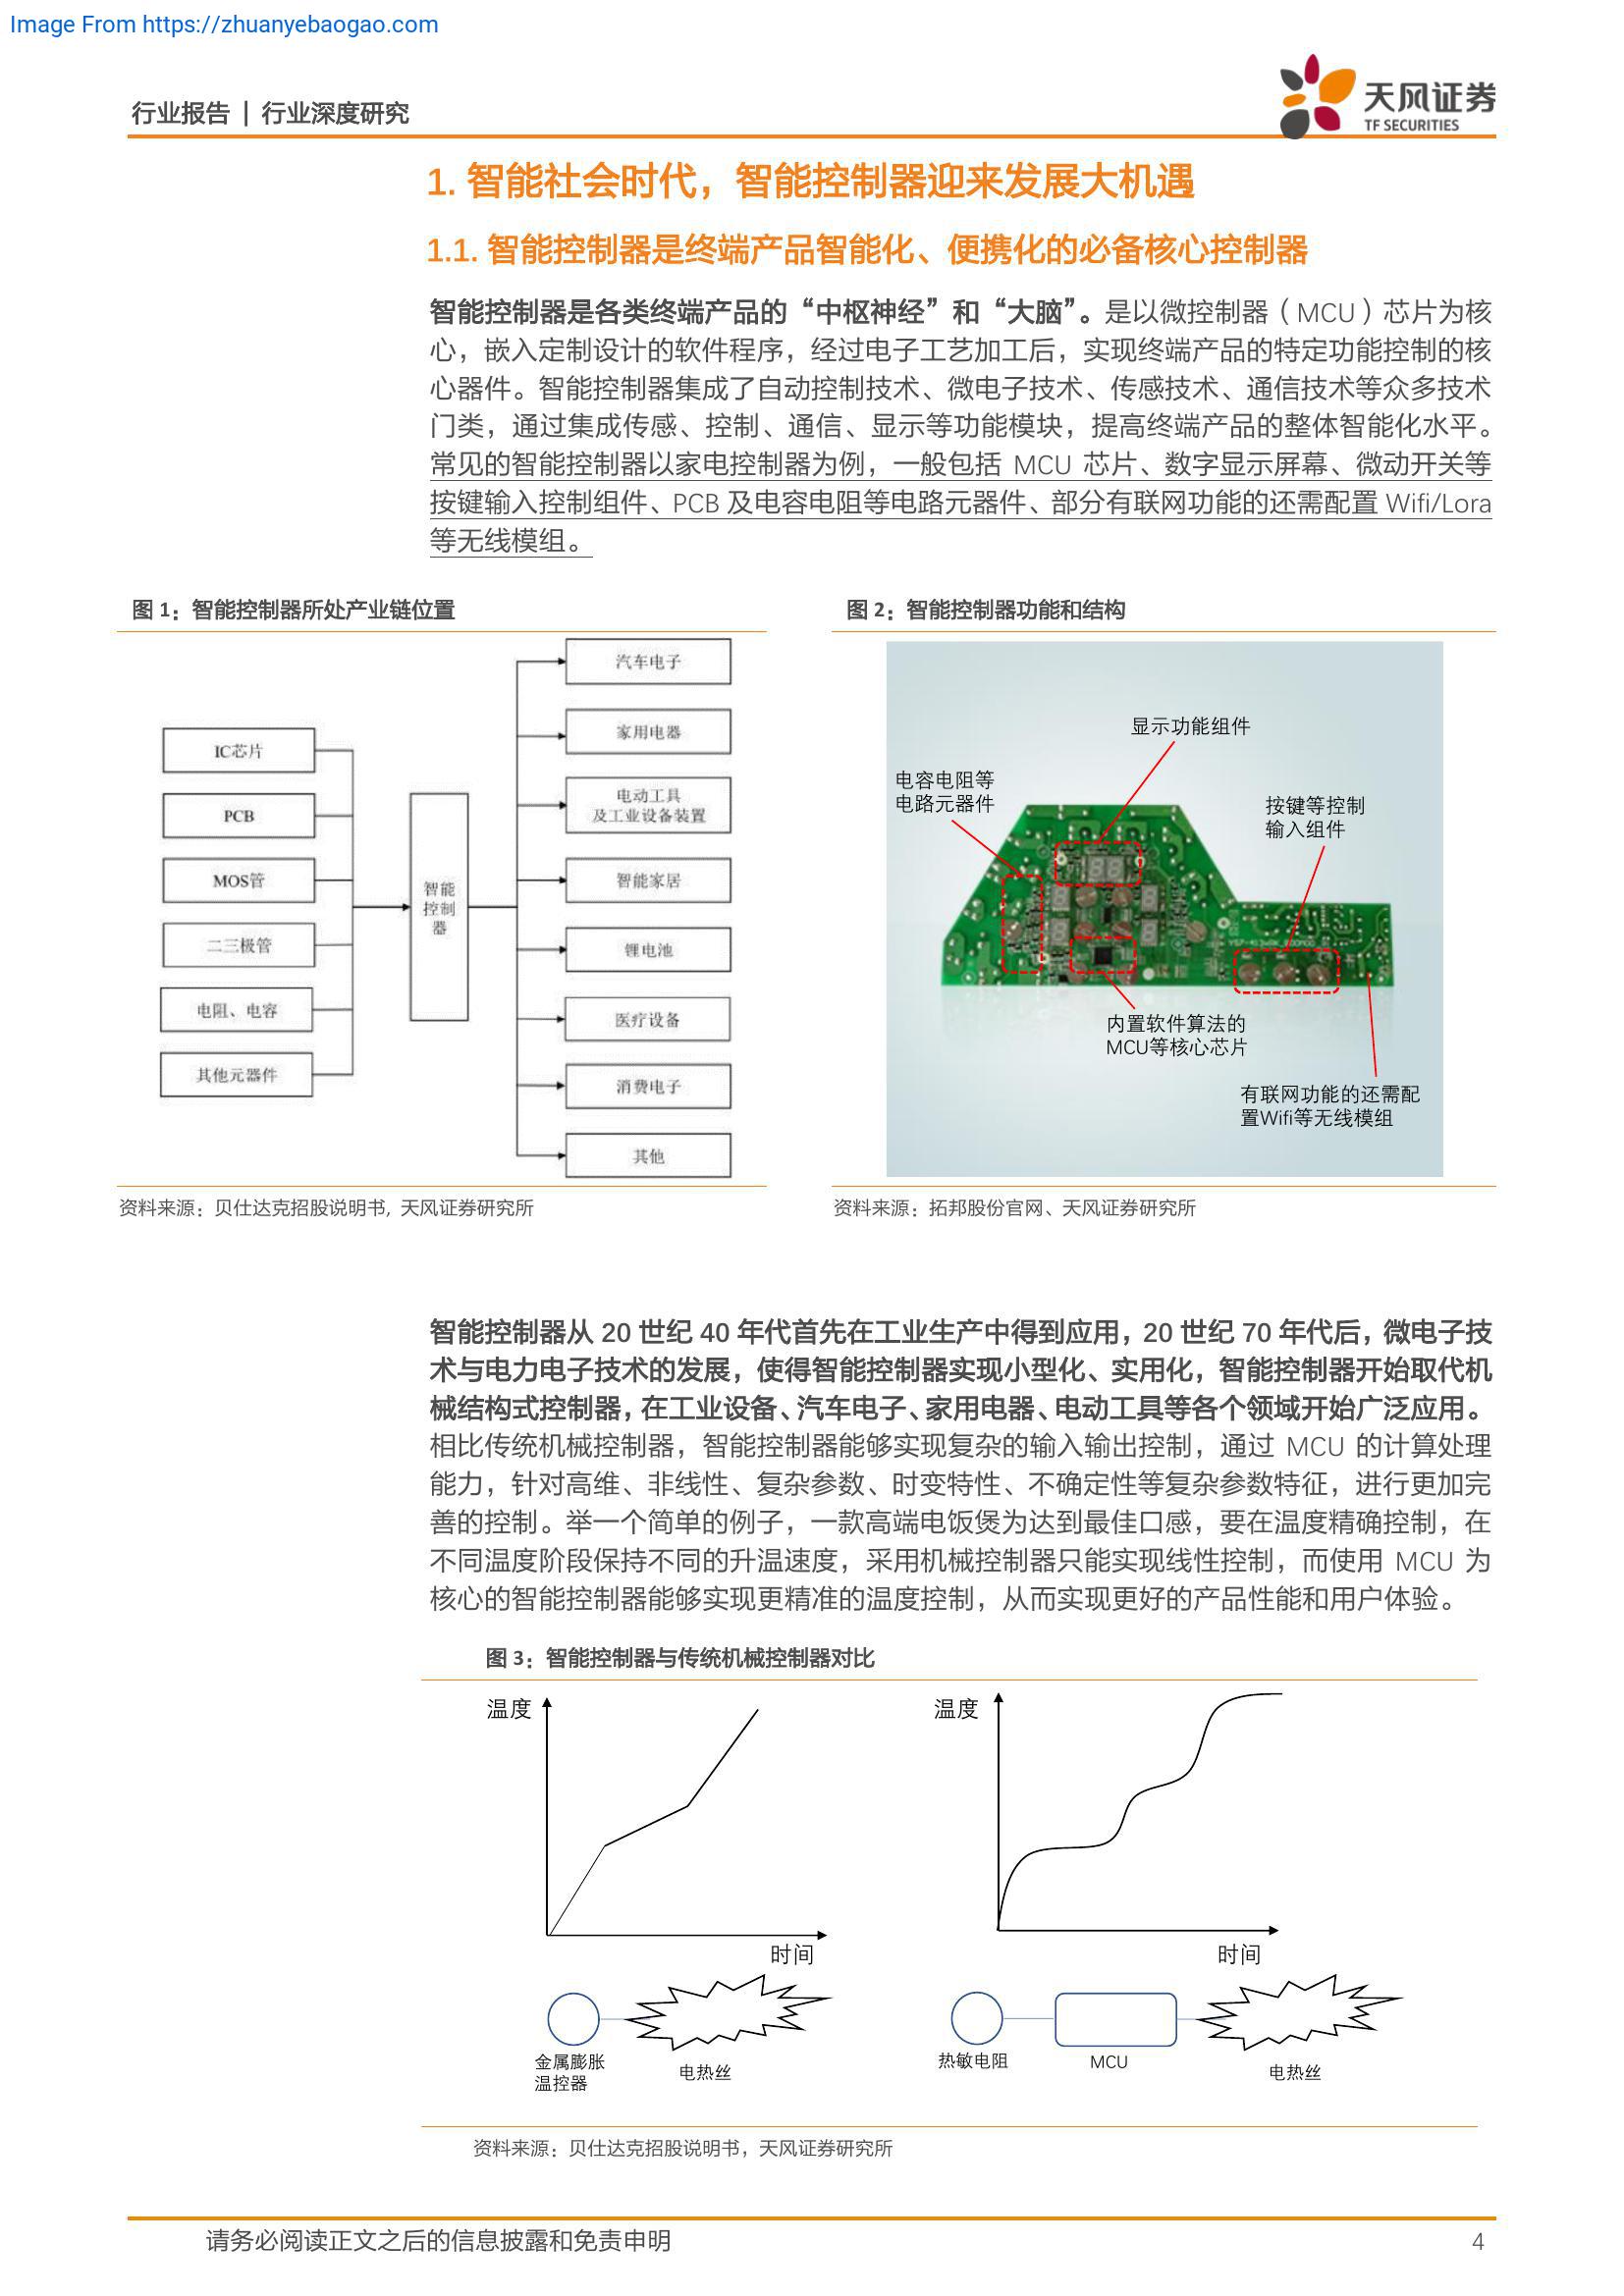 Image From https://zhuanyebaogao.com
行业报告 | 行业深度研究
天风证券
TF SECURITIES
1. 智能社会时代，智能控制器迎来发展大机遇
1.1. 智能控制器是终端产品智能化、便携化的必备核心控制器
智能控制器是各类终端产品的“中枢神经”和“大脑”。是以微控制器（MCU）芯片为核
心，嵌入定制设计的软件程序，经过电子工艺加工后，实现终端产品的特定功能控制的核
心器件。智能控制器集成了自动控制技术、微电子技术、传感技术、通信技术等众多技术
门类，通过集成传感、控制、通信、显示等功能模块，提高终端产品的整体智能化水平。
常见的智能控制器以家电控制器为例，一般包括 MCU 芯片、数字显示屏幕、微动开关等
按键输入控制组件、PCB 及电容电阻等电路元器件、部分有联网功能的还需配置 Wifi/Lora
等无线模组。
图 1：智能控制器所处产业链位置
IC芯片
PCB
MOS管
二三极管
电阻、电容
其他元器件
智能
控制
器
汽车电子
家用电器
电动工具
及工业设备装置
智能家居
锂电池
医疗设备
消费电子
其他
资料来源：贝仕达克招股说明书, 天风证券研究所
图 2：智能控制器功能和结构
显示功能组件
电容电阻等
电路元器件
按键等控制
输入组件
内置软件算法的
MCU等核心芯片
有联网功能的还需配
置Wifi等无线模组
资料来源：拓邦股份官网、天风证券研究所
智能控制器从 20 世纪 40 年代首先在工业生产中得到应用，20 世纪 70 年代后，微电子技
术与电力电子技术的发展，使得智能控制器实现小型化、实用化，智能控制器开始取代机
械结构式控制器，在工业设备、汽车电子、家用电器、电动工具等各个领域开始广泛应用。
相比传统机械控制器，智能控制器能够实现复杂的输入输出控制，通过 MCU 的计算处理
能力，针对高维、非线性、复杂参数、时变特性、不确定性等复杂参数特征，进行更加完
善的控制。举一个简单的例子，一款高端电饭煲为达到最佳口感，要在温度精确控制，在
不同温度阶段保持不同的升温速度，采用机械控制器只能实现线性控制，而使用 MCU 为
核心的智能控制器能够实现更精准的温度控制，从而实现更好的产品性能和用户体验。
图 3：智能控制器与传统机械控制器对比
温度
时间
金属膨胀
温控器
电热丝
温度
时间
热敏电阻
MCU
电热丝
资料来源：贝仕达克招股说明书，天风证券研究所
请务必阅读正文之后的信息披露和免责申明
4